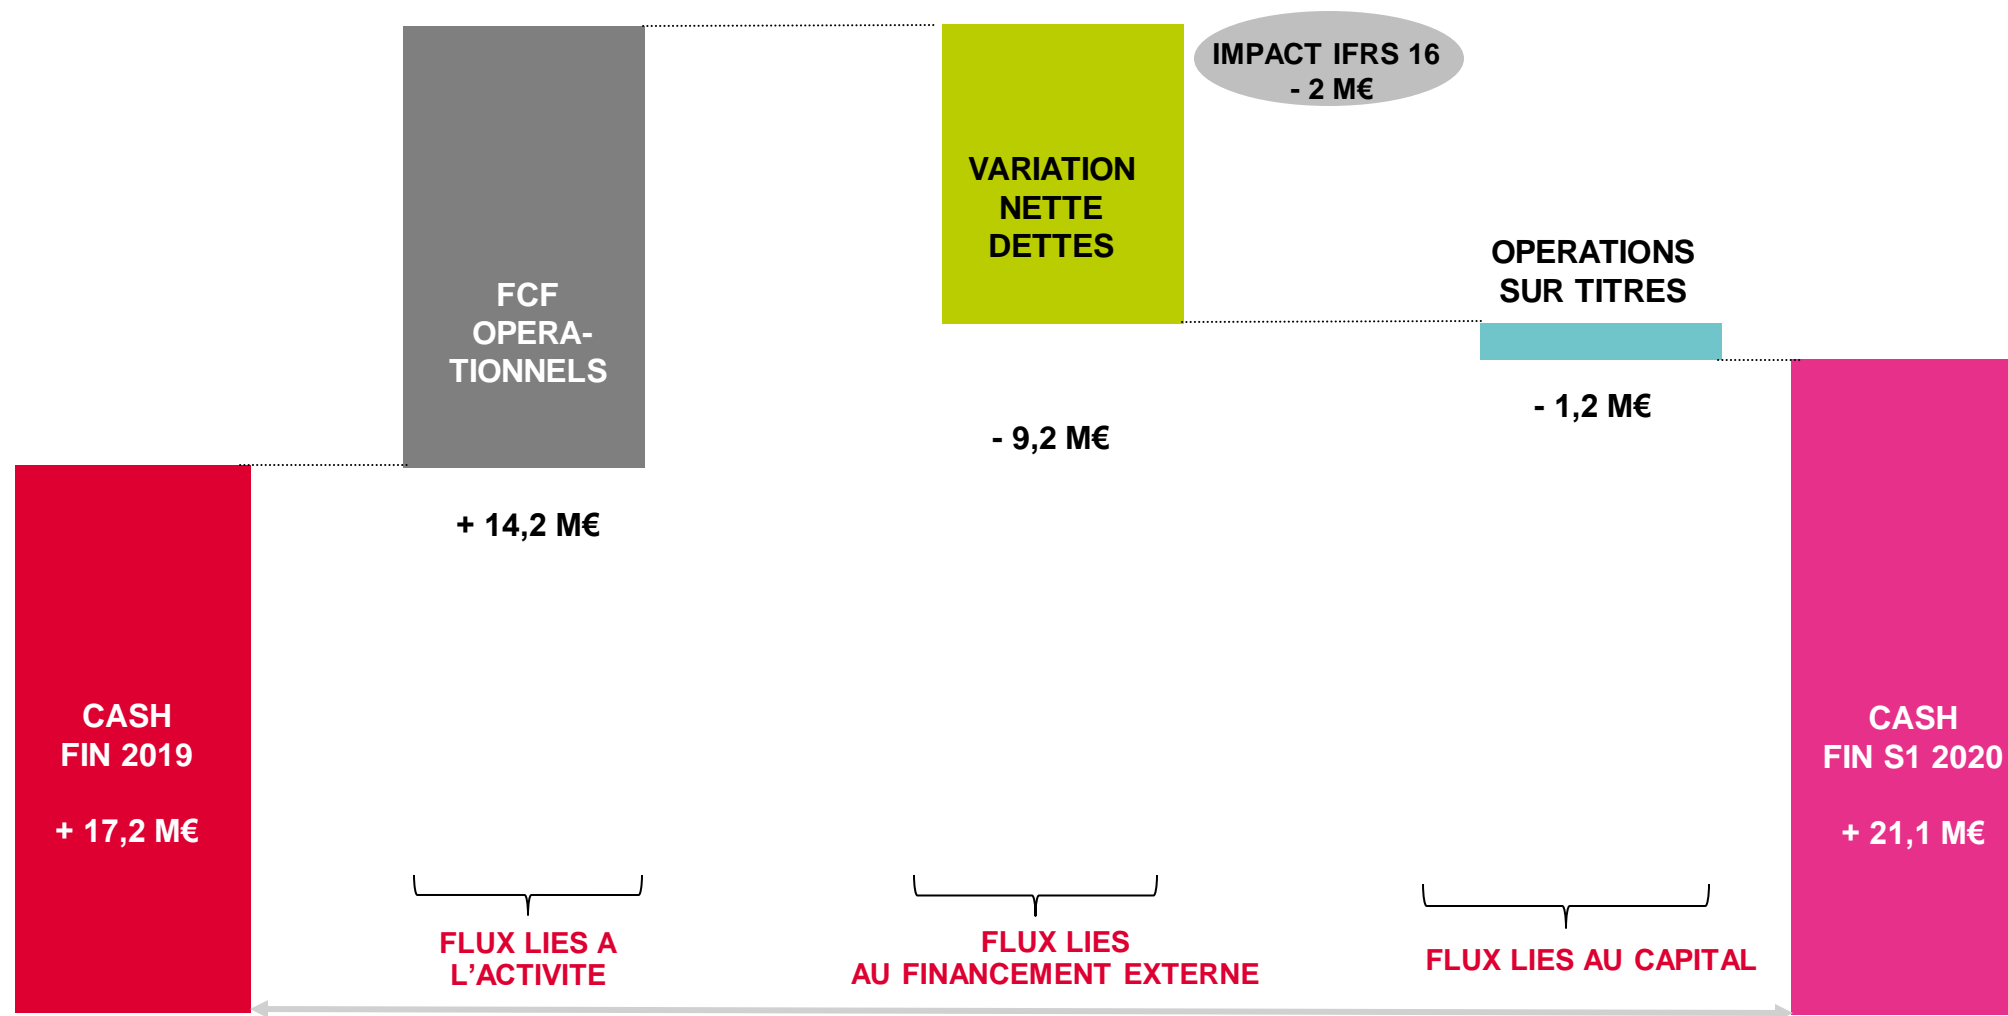 IMPACT IFRS 16
- 2 M€
VARIATION
NETTE
DETTES
OPERATIONS
SUR TITRES
FCF
OPERA-
TIONNELS
- 1,2 M€
- 9,2 M€
+ 14,2 M€
CASH
FIN 2019
+ 17,2 M€
CASH
FIN S1 2020
+ 21,1 M€
FLUX LIES A
L’ACTIVITE
FLUX LIES
AU FINANCEMENT EXTERNE
FLUX LIES AU CAPITAL